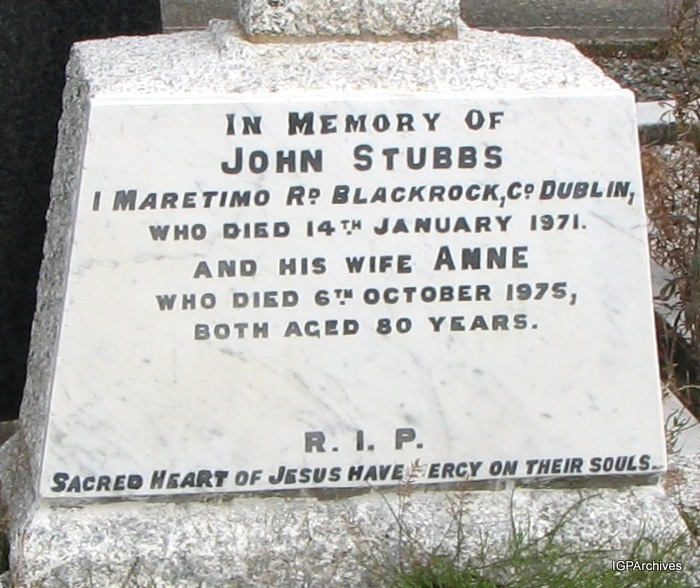 IN MEMORY OF
JOHN STUBBS
1 MARETIMO RD BLACKROCK, CO DUBLIN,
WHO DIED 14TH JANUARY 1971.
AND HIS WIFE ANNE
WHO DIED 6TH OCTOBER 1975,
BOTH AGED 80 YEARS.
R. I. P.
SACRED HEART OF JESUS HAVE MERCY ON THEIR SOULS.
IGPArchives